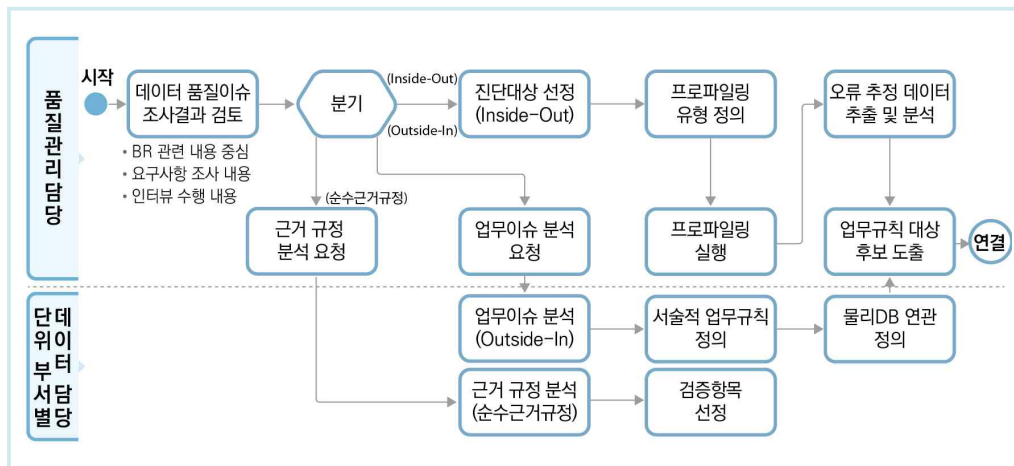 품질관리담당
시작
데이터 품질이슈
조사결과 검토
• BR 관련 내용 중심
• 요구사항 조사 내용
• 인터뷰 수행 내용
분기
(Inside-Out)
(Outside-In)
(순수근거규정)
진단대상 선정
(Inside-Out)
프로파일링
유형 정의
오류 추정 데이터
추출 및 분석
근거 규정
분석 요청
업무이슈 분석
요청
프로파일링
실행
업무규칙 대상
후보 도출
연결
단위 부서별
데이터 담당
업무이슈 분석
(Outside-In)
서술적 업무규칙
정의
물리DB 연관
정의
근거 규정 분석
(순수근거규정)
검증항목
선정